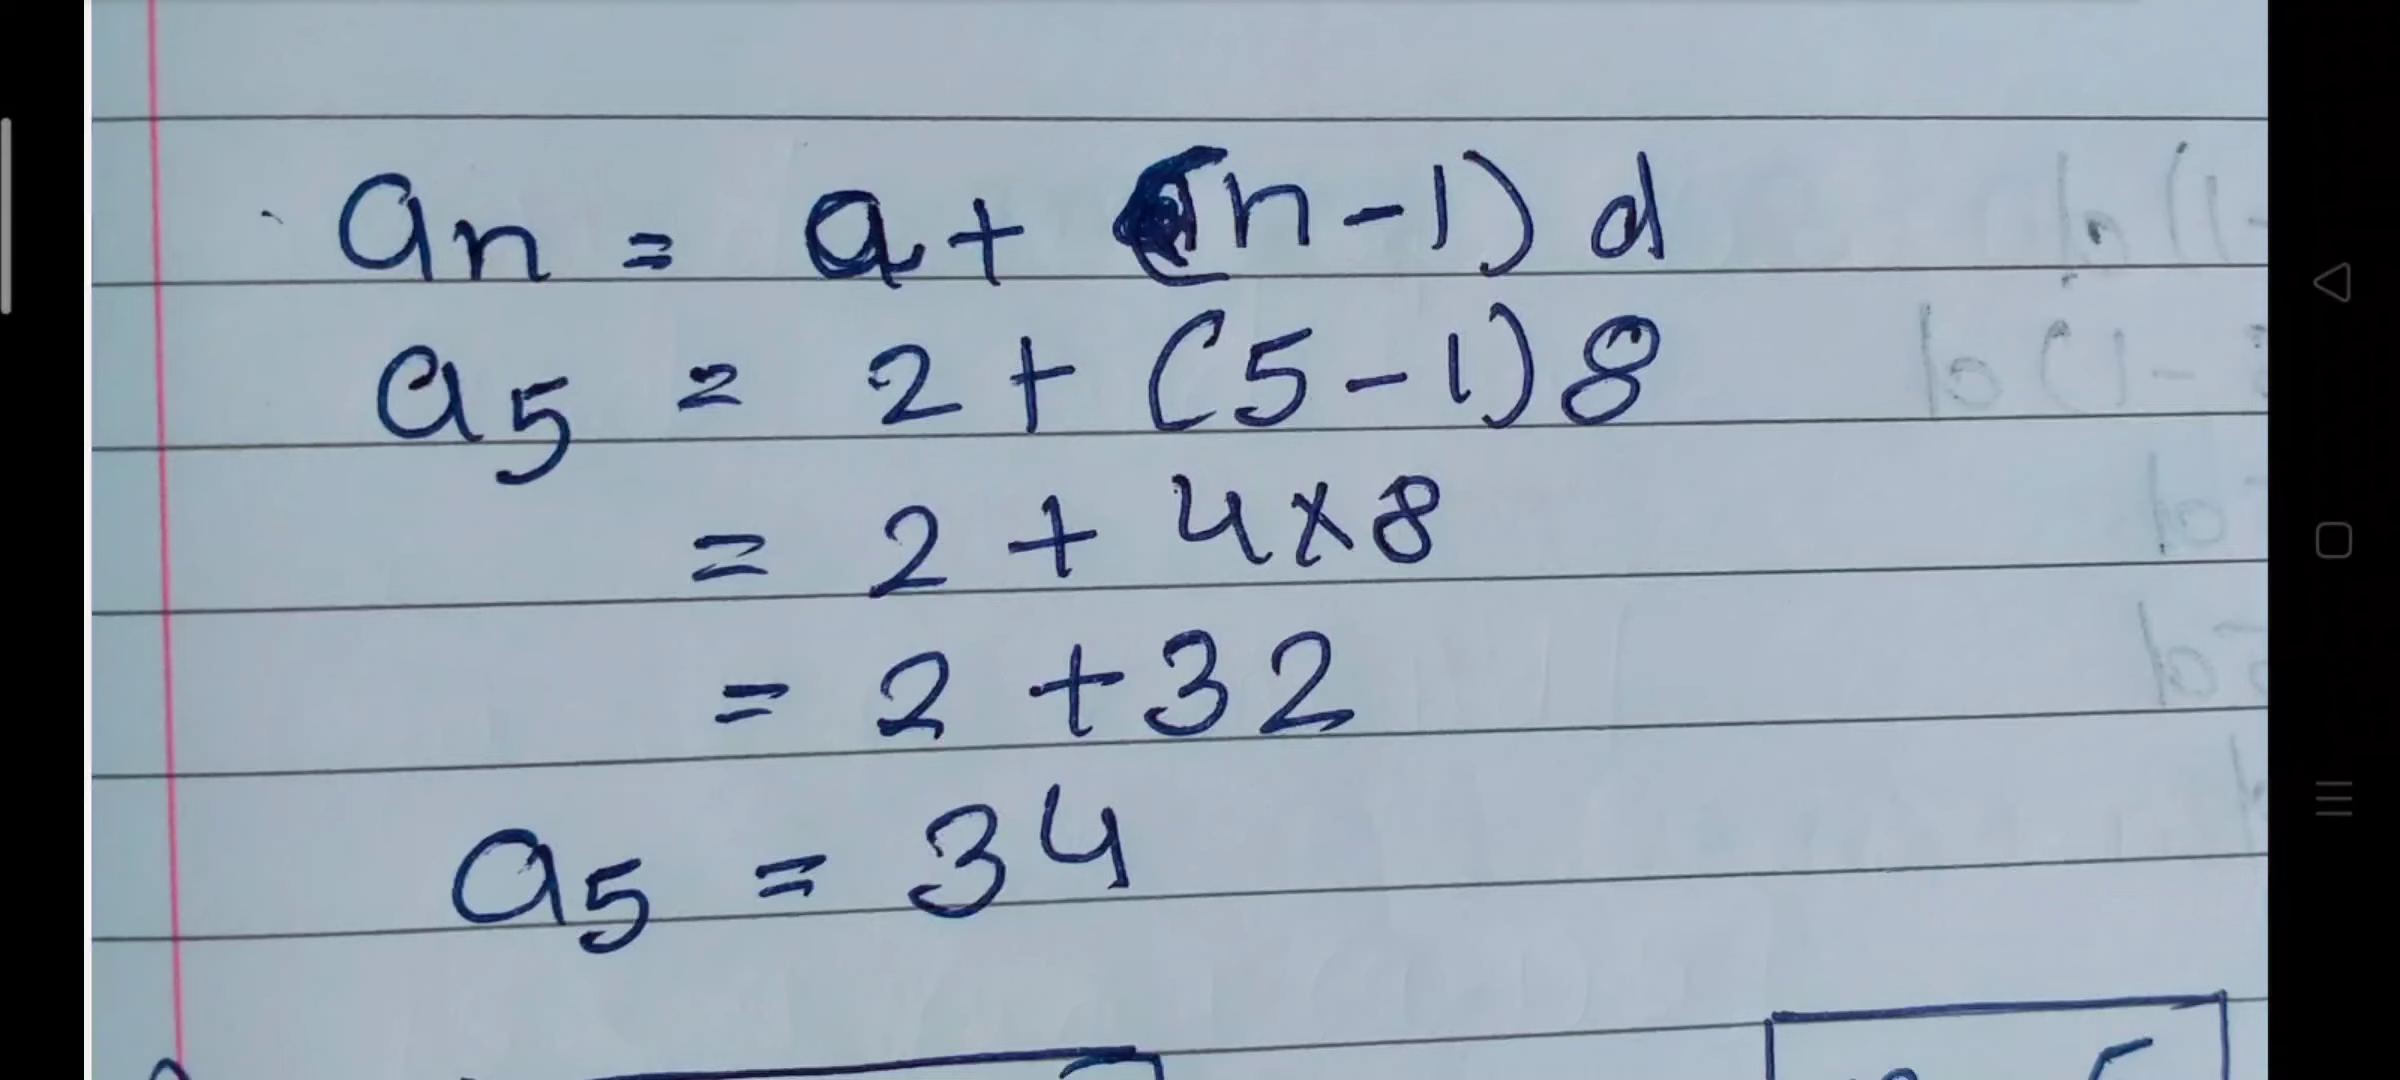 an = a + (n-1) d
a5 = 2 + (5-1) 8
= 2 + 4x8
= 2 + 32
a5 = 34